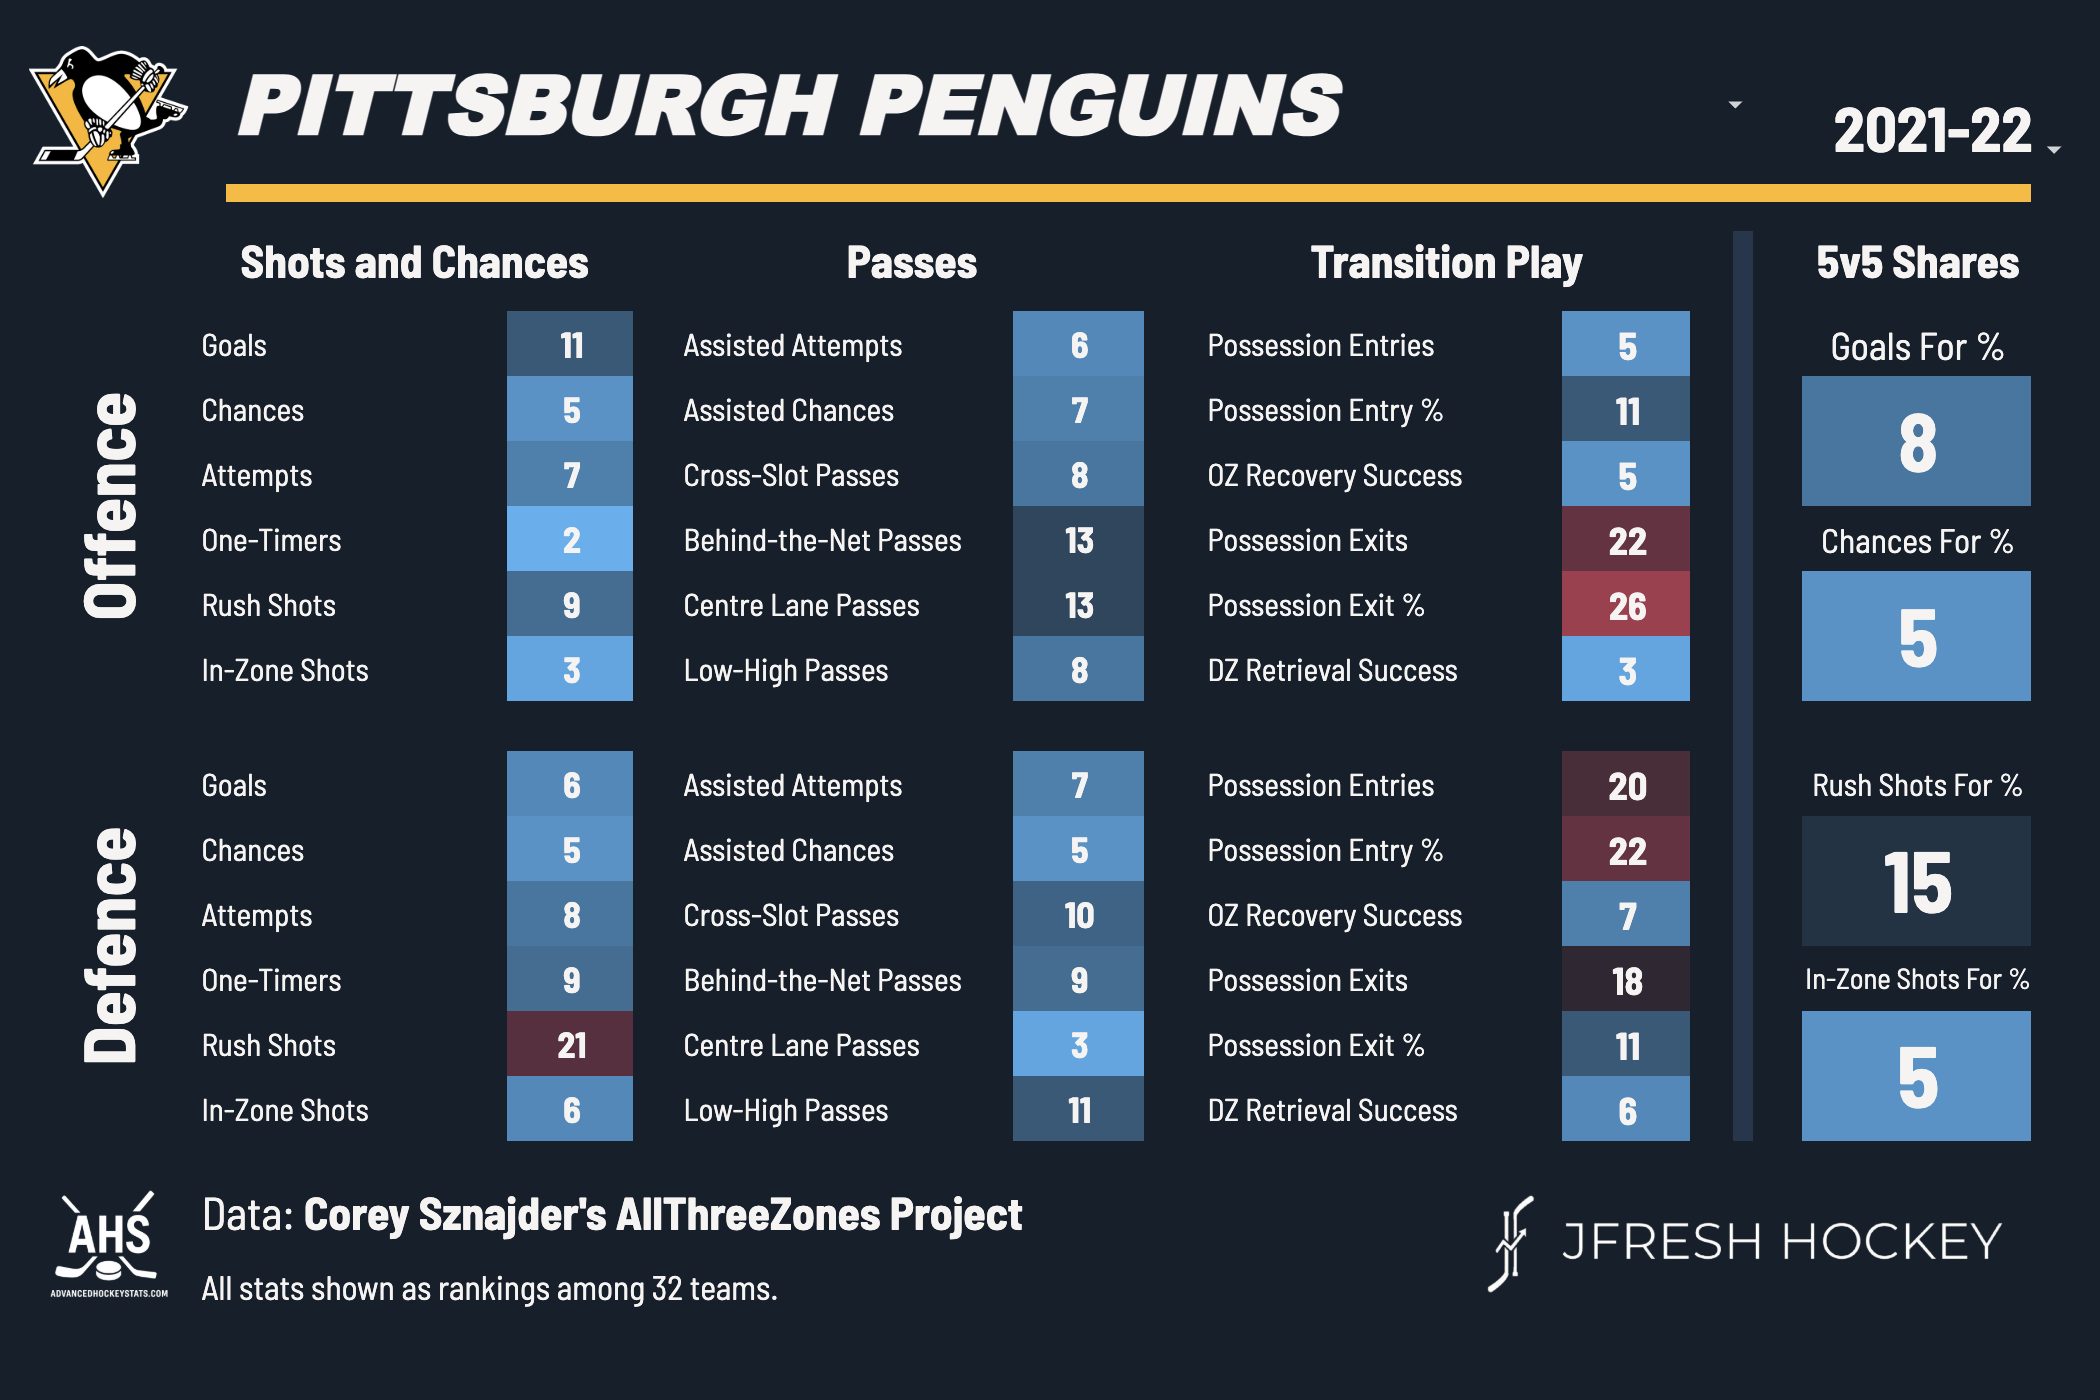 PITTSBURGH PENGUINS
2021-22
Shots and Chances
Passes
Transition Play
5v5 Shares
Offence
Goals 11
Chances 5
Attempts 7
One-Timers 2
Rush Shots 9
In-Zone Shots 3
Assisted Attempts 6
Assisted Chances 7
Cross-Slot Passes 8
Behind-the-Net Passes 13
Centre Lane Passes 13
Low-High Passes 8
Possession Entries 5
Possession Entry % 11
OZ Recovery Success 5
Possession Exits 22
Possession Exit % 26
DZ Retrieval Success 3
Goals For %
8
Chances For %
5
Defence
Goals 6
Chances 5
Attempts 8
One-Timers 9
Rush Shots 21
In-Zone Shots 6
Assisted Attempts 7
Assisted Chances 5
Cross-Slot Passes 10
Behind-the-Net Passes 9
Centre Lane Passes 3
Low-High Passes 11
Possession Entries 20
Possession Entry % 22
OZ Recovery Success 7
Possession Exits 18
Possession Exit % 11
DZ Retrieval Success 6
Rush Shots For %
15
In-Zone Shots For %
5
AHS
ADVANCEDHOCKEYSTATS.COM
Data: Corey Sznajder's AllThreeZones Project
All stats shown as rankings among 32 teams.
JFRESH HOCKEY